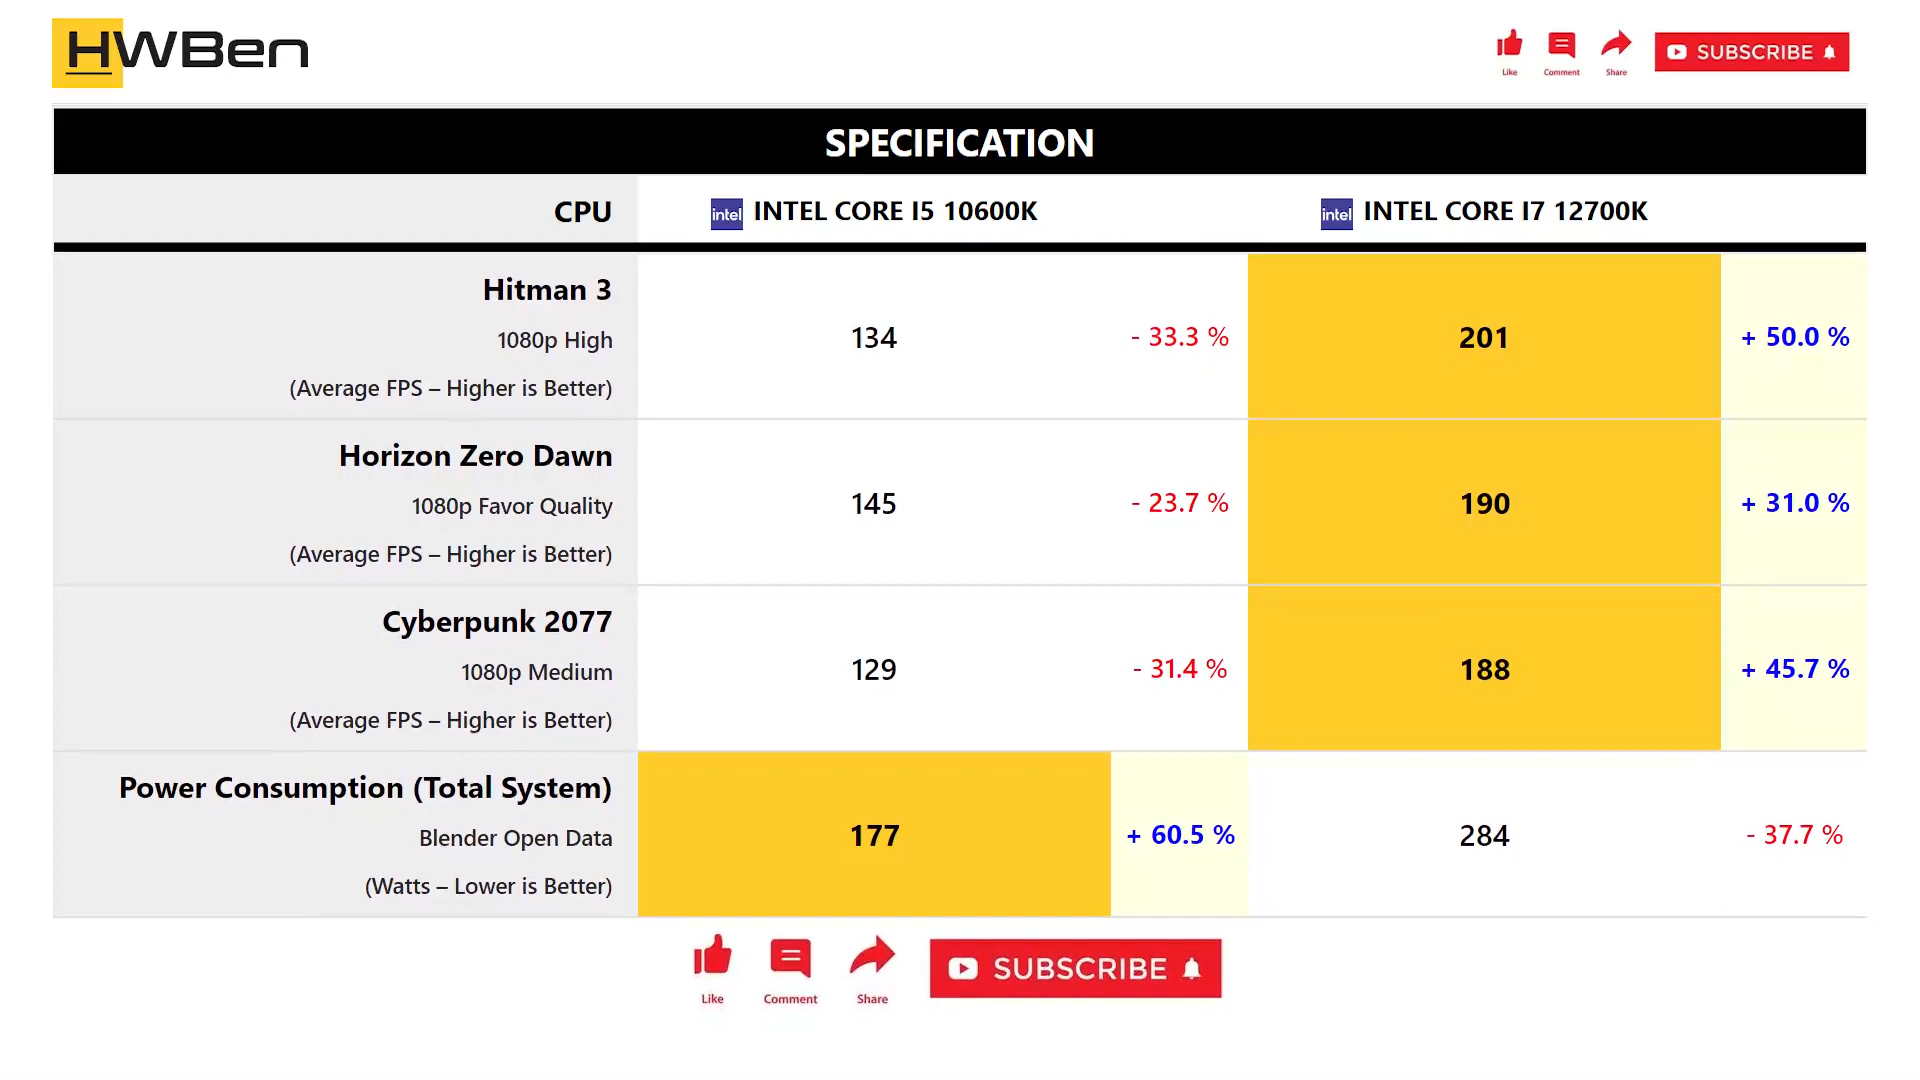 HWBen
Like
Comment
Share
SUBSCRIBE
SPECIFICATION
CPU
intel INTEL CORE I5 10600K
intel INTEL CORE I7 12700K
Hitman 3
1080p High
(Average FPS – Higher is Better)
134
- 33.3 %
201
+ 50.0 %
Horizon Zero Dawn
1080p Favor Quality
(Average FPS – Higher is Better)
145
- 23.7 %
190
+ 31.0 %
Cyberpunk 2077
1080p Medium
(Average FPS – Higher is Better)
129
- 31.4 %
188
+ 45.7 %
Power Consumption (Total System)
Blender Open Data
(Watts – Lower is Better)
177
+ 60.5 %
284
- 37.7 %
Like
Comment
Share
SUBSCRIBE